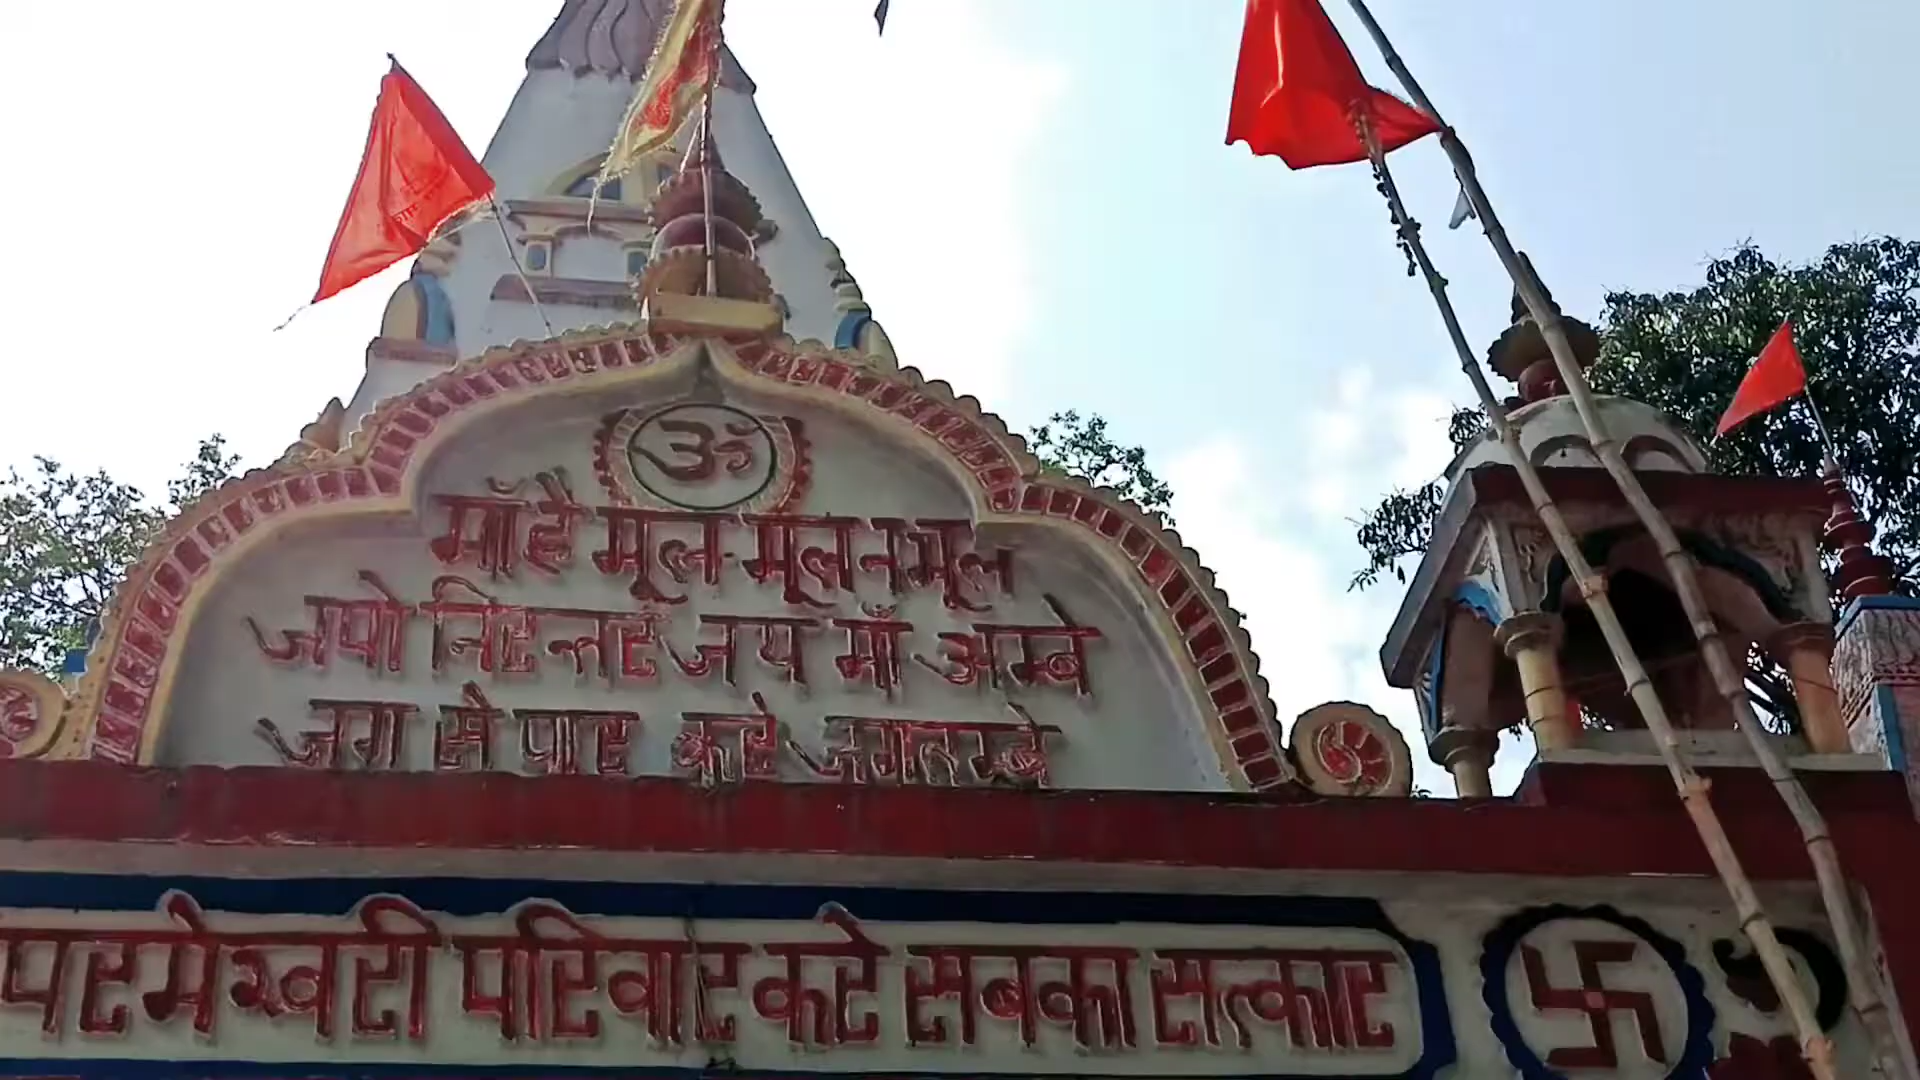 ॐ
माँ है मूल-मूल न भूल
जपो निरन्तर जय माँ अम्बे
जग से पार करे जगदम्बे
परमेश्वरी परिवार करे सबका सत्कार